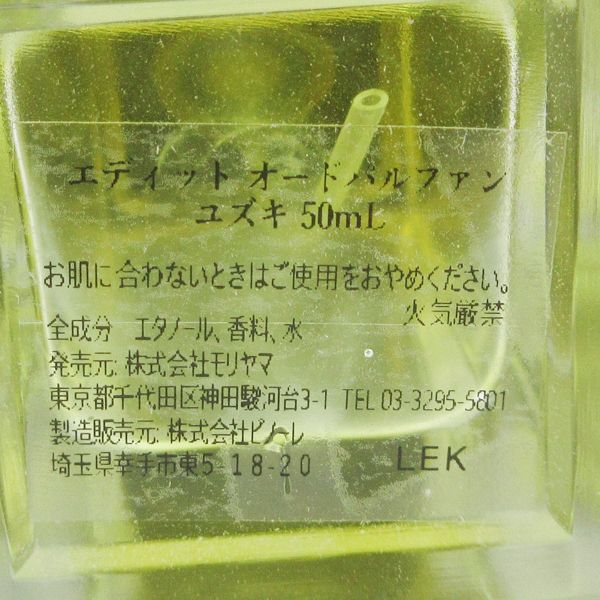 エディット オードパルファン
ユズキ 50mL
お肌に合わないときはご使用をおやめください。
火気厳禁
全成分 エタノール、香料、水
発売元: 株式会社モリヤマ
東京都千代田区神田駿河台3-1 TEL 03-3295-5801
製造販売元: 株式会社ピノーレ
埼玉県幸手市東5-18-20 LEK